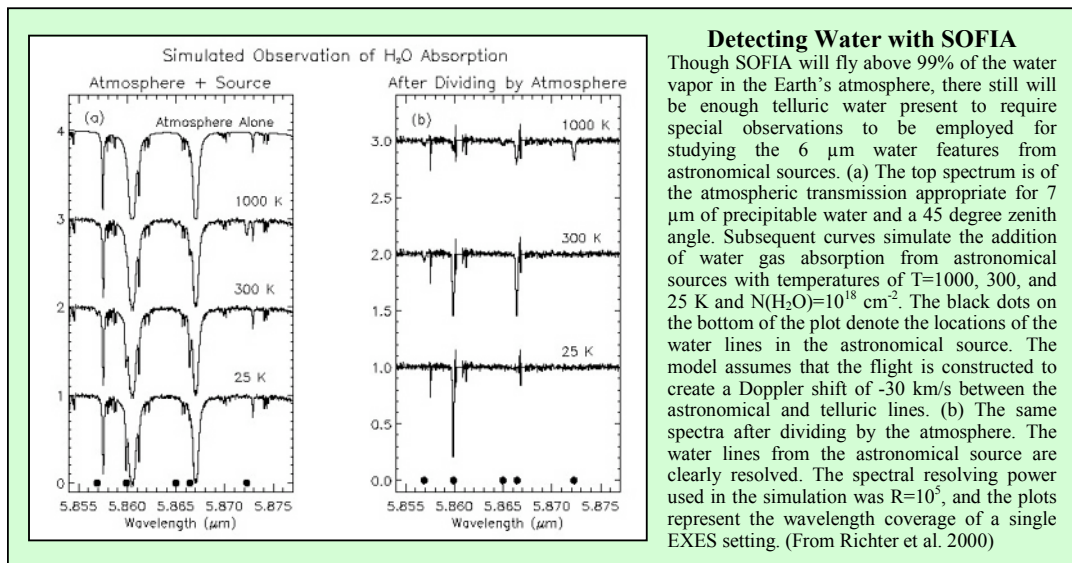 Simulated Observation of H₂O Absorption
Atmosphere + Source
After Dividing by Atmosphere
(a)
Atmosphere Alone
1000 K
300 K
25 K
4
3
2
1
0
5.855 5.860 5.865 5.870 5.875
Wavelength (μm)
(b)
1000 K
300 K
25 K
3.0
2.5
2.0
1.5
1.0
0.5
0.0
5.855 5.860 5.865 5.870 5.875
Wavelength (μm)
Detecting Water with SOFIA
Though SOFIA will fly above 99% of the water
vapor in the Earth's atmosphere, there still will
be enough telluric water present to require
special observations to be employed for
studying the 6 µm water features from
astronomical sources. (a) The top spectrum is of
the atmospheric transmission appropriate for 7
µm of precipitable water and a 45 degree zenith
angle. Subsequent curves simulate the addition
of water gas absorption from astronomical
sources with temperatures of T=1000, 300, and
25 K and N(H₂O)=10¹⁸ cm⁻². The black dots on
the bottom of the plot denote the locations of the
water lines in the astronomical source. The
model assumes that the flight is constructed to
create a Doppler shift of -30 km/s between the
astronomical and telluric lines. (b) The same
spectra after dividing by the atmosphere. The
water lines from the astronomical source are
clearly resolved. The spectral resolving power
used in the simulation was R=10⁵, and the plots
represent the wavelength coverage of a single
EXES setting. (From Richter et al. 2000)